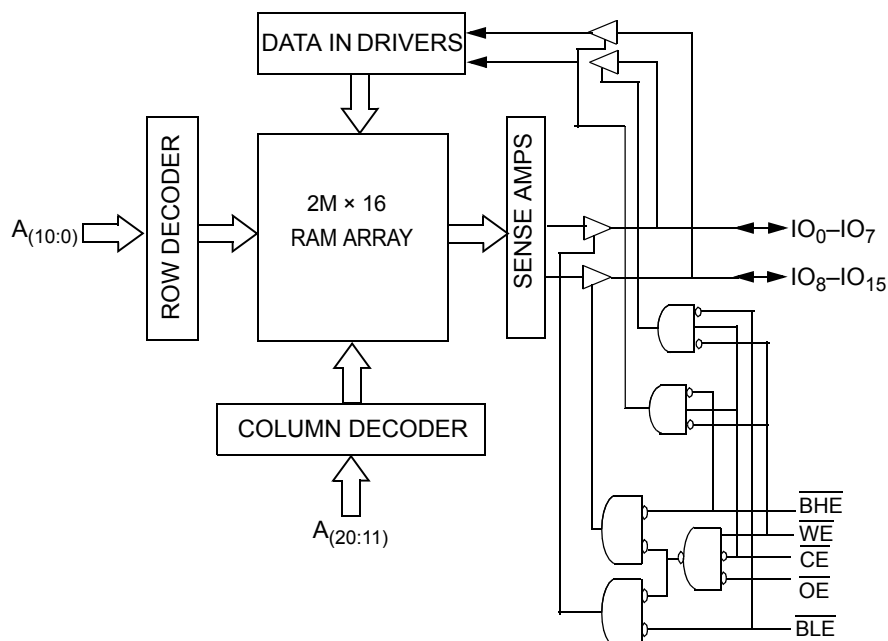 DATA IN DRIVERS
ROW DECODER
A(10:0)
2M × 16
RAM ARRAY
SENSE AMPS
IO0–IO7
IO8–IO15
COLUMN DECODER
A(20:11)
BHE
WE
CE
OE
BLE